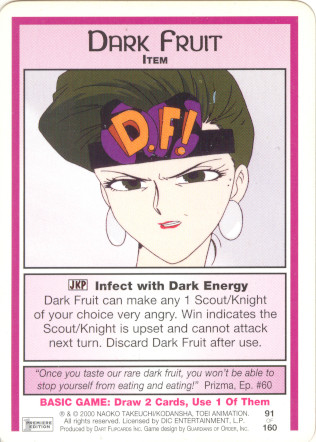 DARK FRUIT
ITEM
D.F!
JKP Infect with Dark Energy
Dark Fruit can make any 1 Scout/Knight
of your choice very angry. Win indicates the
Scout/Knight is upset and cannot attack
next turn. Discard Dark Fruit after use.
"Once you taste our rare dark fruit, you won't be able to
stop yourself from eating and eating!" Prizma, Ep. #60
BASIC GAME: Draw 2 Cards, Use 1 Of Them
PREMIERE EDITION
® & © 2000 NAOKO TAKEUCHI/KODANSHA, TOEI ANIMATION.
All rights reserved. Licensed by DIC ENTERTAINMENT, L.P.
Produced by DART FLIPCARDS INC. Game design by GUARDIANS OF ORDER, INC.
91
OF
160